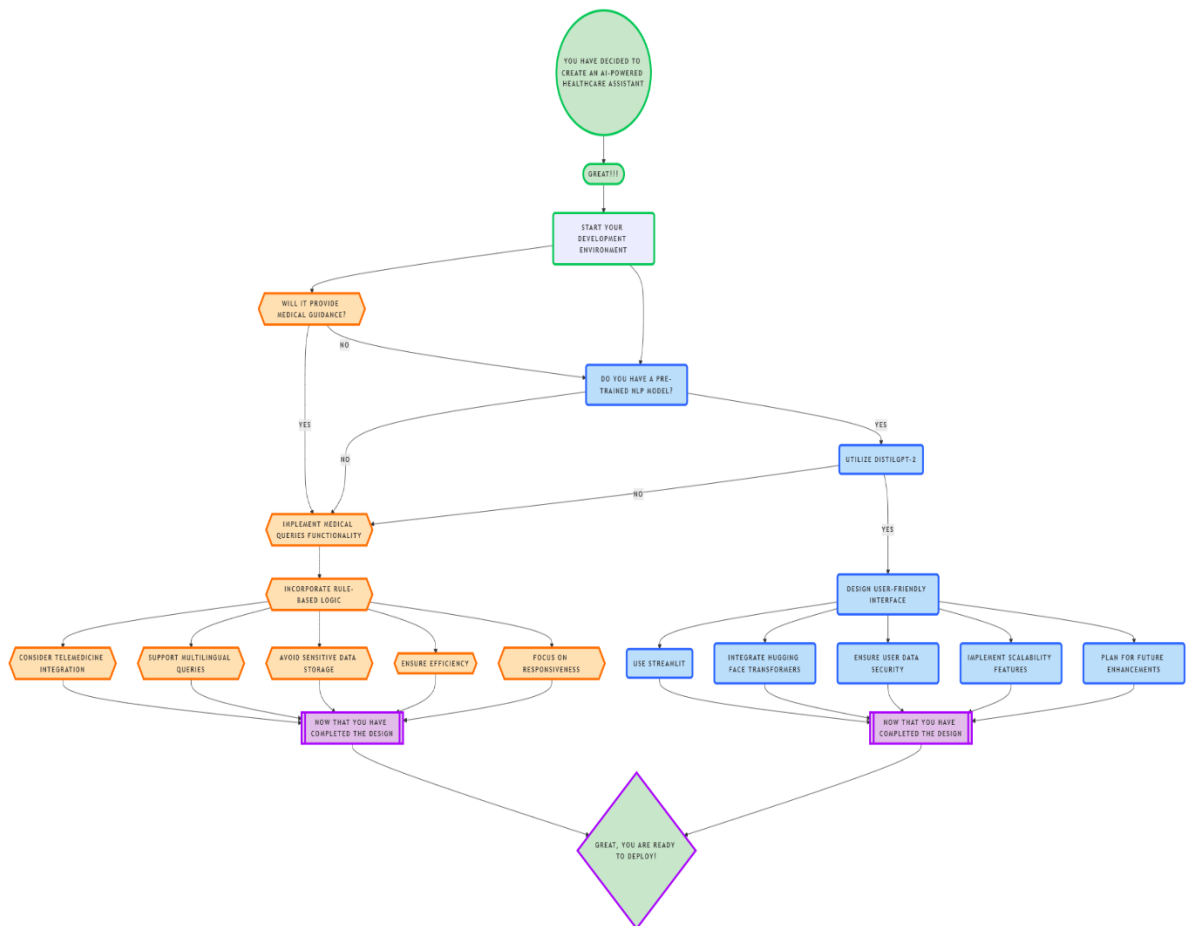 YOU HAVE DECIDED TO
CREATE AN AI-POWERED
HEALTHCARE ASSISTANT
GREAT!!!
START YOUR
DEVELOPMENT
ENVIRONMENT
WILL IT PROVIDE
MEDICAL GUIDANCE?
NO
DO YOU HAVE A PRE-
TRAINED NLP MODEL?
YES
YES
NO
UTILIZE DISTILGPT-2
NO
YES
IMPLEMENT MEDICAL
QUERIES FUNCTIONALITY
INCORPORATE RULE-
BASED LOGIC
DESIGN USER-FRIENDLY
INTERFACE
CONSIDER TELEMEDICINE
INTEGRATION
SUPPORT MULTILINGUAL
QUERIES
AVOID SENSITIVE DATA
STORAGE
ENSURE EFFICIENCY
FOCUS ON
RESPONSIVENESS
USE STREAMLIT
INTEGRATE HUGGING
FACE TRANSFORMERS
ENSURE USER DATA
SECURITY
IMPLEMENT SCALABILITY
FEATURES
PLAN FOR FUTURE
ENHANCEMENTS
NOW THAT YOU HAVE
COMPLETED THE DESIGN
NOW THAT YOU HAVE
COMPLETED THE DESIGN
GREAT, YOU ARE READY
TO DEPLOY!